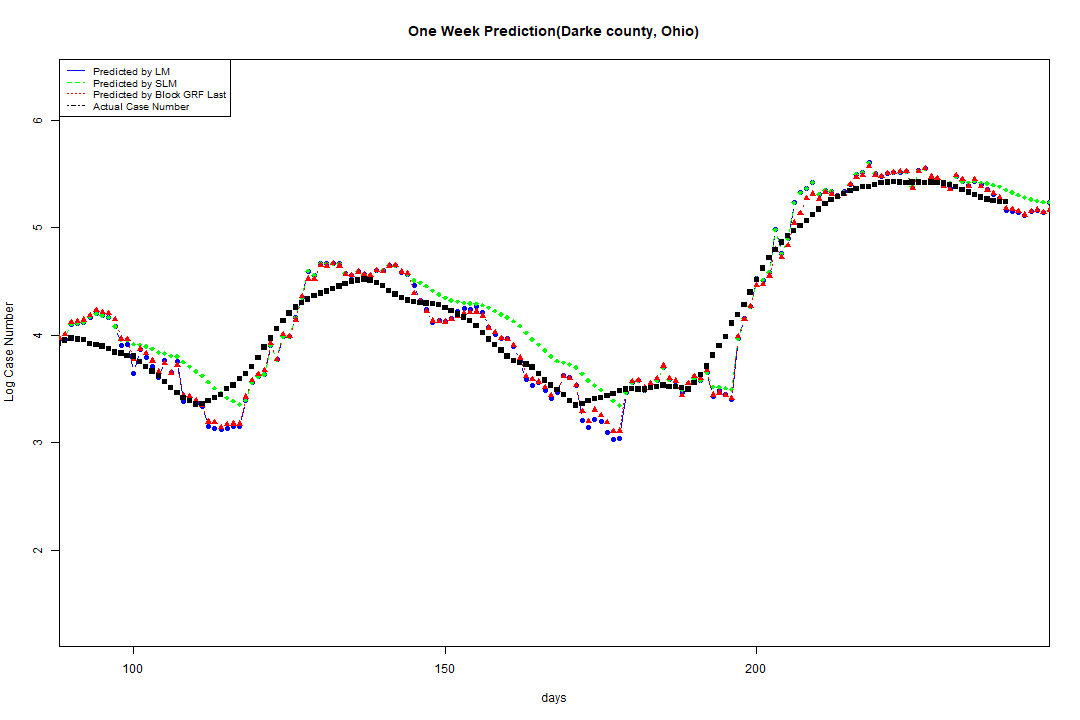 One Week Prediction(Darke county, Ohio)
Predicted by LM
Predicted by SLM
Predicted by Block GRF Last
Actual Case Number
6
5
4
3
2
Log Case Number
100 150 200
days